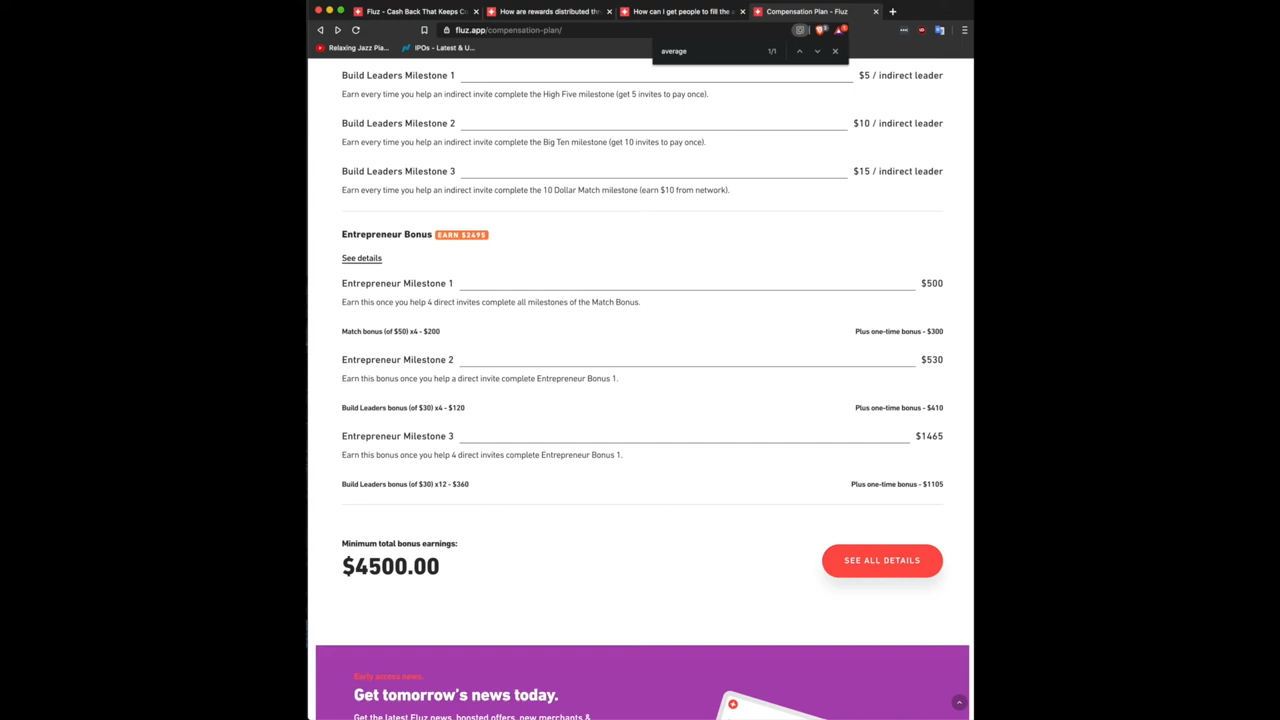 Fluz – Cash Back That Keeps C
How are rewards distributed th
How can I get people to fill the
Compensation Plan – Fluz
fluz.app/compensation-plan/
Relaxing Jazz Pia...
IPOs - Latest & U...
average
1/1
Build Leaders Milestone 1
$5 / indirect leader
Earn every time you help an indirect invite complete the High Five milestone (get 5 invites to pay once).
Build Leaders Milestone 2
$10 / indirect leader
Earn every time you help an indirect invite complete the Big Ten milestone (get 10 invites to pay once).
Build Leaders Milestone 3
$15 / indirect leader
Earn every time you help an indirect invite complete the 10 Dollar Match milestone (earn $10 from network).
Entrepreneur Bonus EARN $2495
See details
Entrepreneur Milestone 1
$500
Earn this once you help 4 direct invites complete all milestones of the Match Bonus.
Match bonus (of $50) x4 - $200
Plus one-time bonus - $300
Entrepreneur Milestone 2
$530
Earn this bonus once you help a direct invite complete Entrepreneur Bonus 1.
Build Leaders bonus (of $30) x4 - $120
Plus one-time bonus - $410
Entrepreneur Milestone 3
$1465
Earn this bonus once you help 4 direct invites complete Entrepreneur Bonus 1.
Build Leaders bonus (of $30) x12 - $360
Plus one-time bonus - $1105
Minimum total bonus earnings:
$4500.00
SEE ALL DETAILS
Early access news.
Get tomorrow's news today.
Get the latest Fluz news, boosted offers, new merchants &